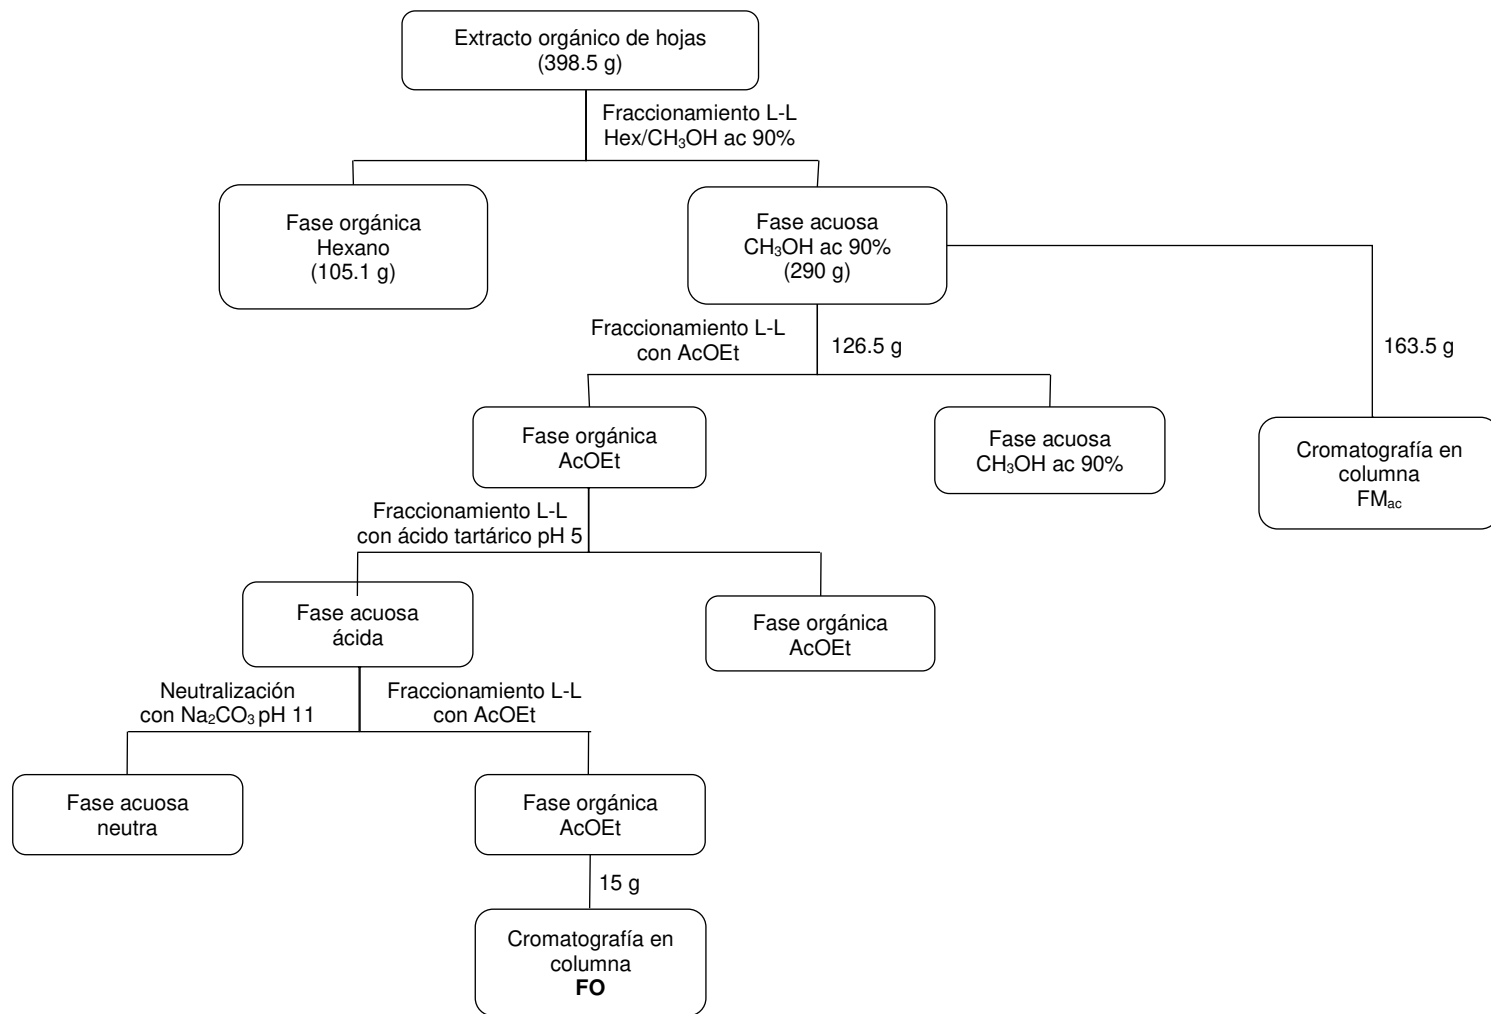 Extracto orgánico de hojas
(398.5 g)
Fraccionamiento L-L
Hex/CH₃OH ac 90%
Fase orgánica
Hexano
(105.1 g)
Fase acuosa
CH₃OH ac 90%
(290 g)
Fraccionamiento L-L
con AcOEt
126.5 g
163.5 g
Fase orgánica
AcOEt
Fase acuosa
CH₃OH ac 90%
Cromatografía en
columna
FMac
Fraccionamiento L-L
con ácido tartárico pH 5
Fase acuosa
ácida
Fase orgánica
AcOEt
Neutralización
con Na₂CO₃ pH 11
Fraccionamiento L-L
con AcOEt
Fase acuosa
neutra
Fase orgánica
AcOEt
15 g
Cromatografía en
columna
FO